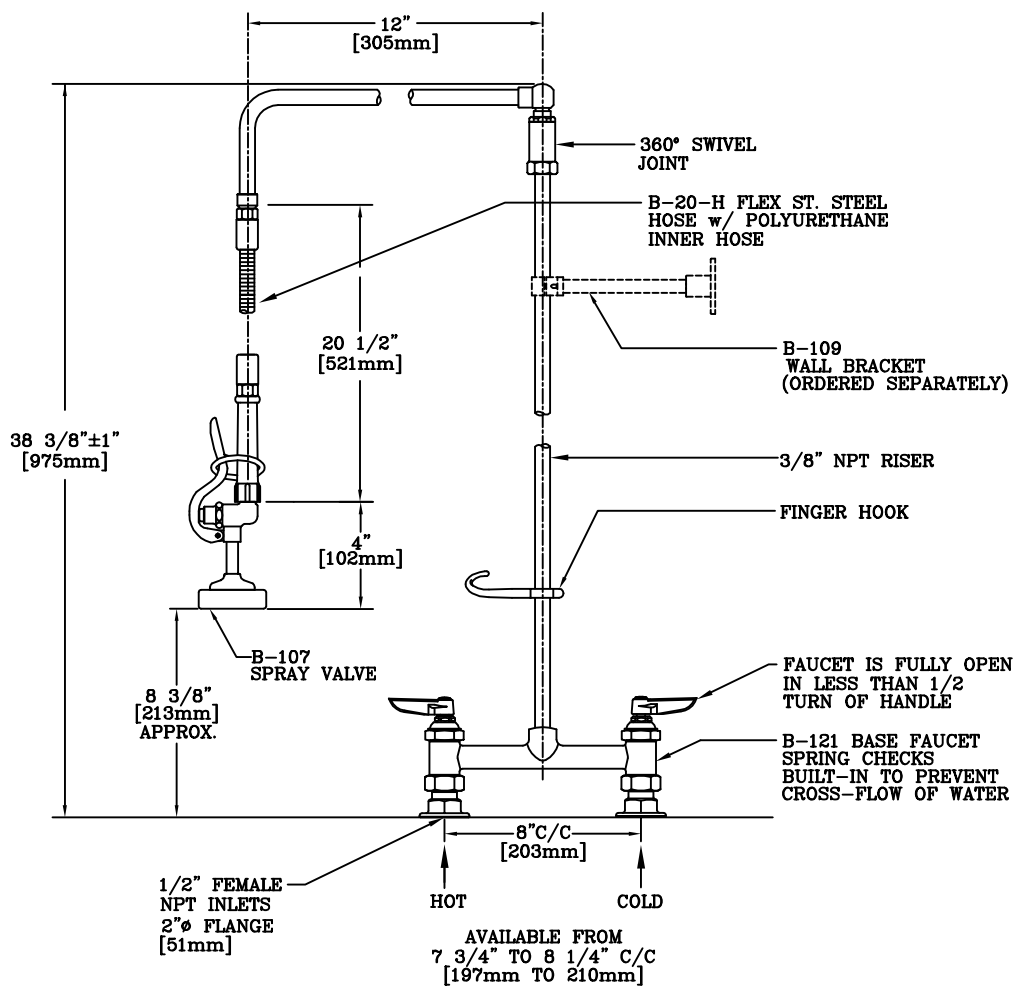 12"
[305mm]
360° SWIVEL
JOINT
B-20-H FLEX ST. STEEL
HOSE w/ POLYURETHANE
INNER HOSE
20 1/2"
[521mm]
B-109
WALL BRACKET
(ORDERED SEPARATELY)
38 3/8"±1"
[975mm]
3/8" NPT RISER
FINGER HOOK
4"
[102mm]
B-107
SPRAY VALVE
FAUCET IS FULLY OPEN
IN LESS THAN 1/2
TURN OF HANDLE
8 3/8"
[213mm]
APPROX.
B-121 BASE FAUCET
SPRING CHECKS
BUILT-IN TO PREVENT
CROSS-FLOW OF WATER
8"C/C
[203mm]
1/2" FEMALE
NPT INLETS
2"ø FLANGE
[51mm]
HOT
COLD
AVAILABLE FROM
7 3/4" TO 8 1/4" C/C
[197mm TO 210mm]